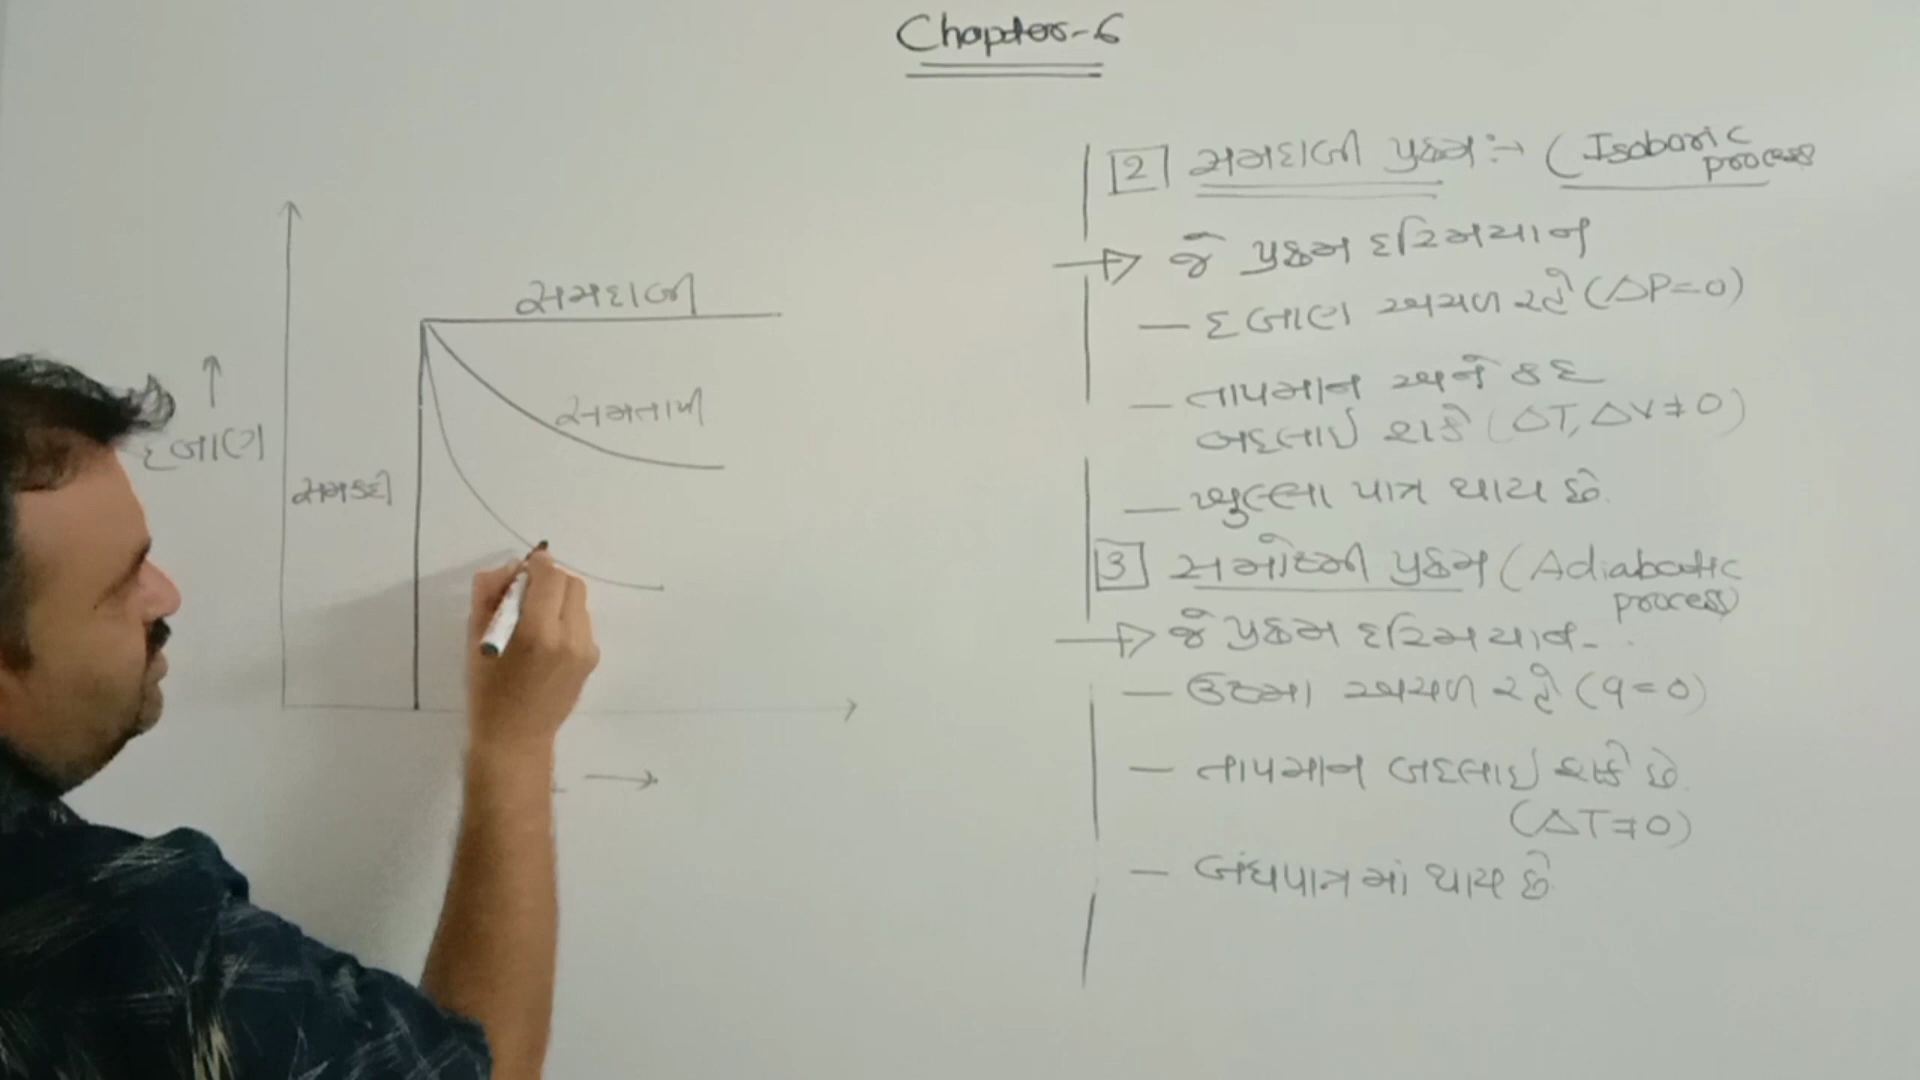 Chapter-6
સમદાબી
દબાણ
સમતાપી
સમકદી
2 સમદાબી પ્રક્રમ :→ (Isobaric process
જે પ્રક્રમ દરમિયાન
— દબાણ અચળ રહે (ΔP=0)
— તાપમાન અને કદ
બદલાઇ શકે (ΔT, ΔV≠0)
— ખુલ્લા પાત્ર થાય છે.
3 સમોષ્મી પ્રક્રમ (Adiabatic process)
જે પ્રક્રમ દરમિયાન -
— ઉષ્મા અચળ રહે (q=0)
— તાપમાન બદલાઇ શકે છે.
(ΔT≠0)
— બંધપાત્રમાં થાય છે.